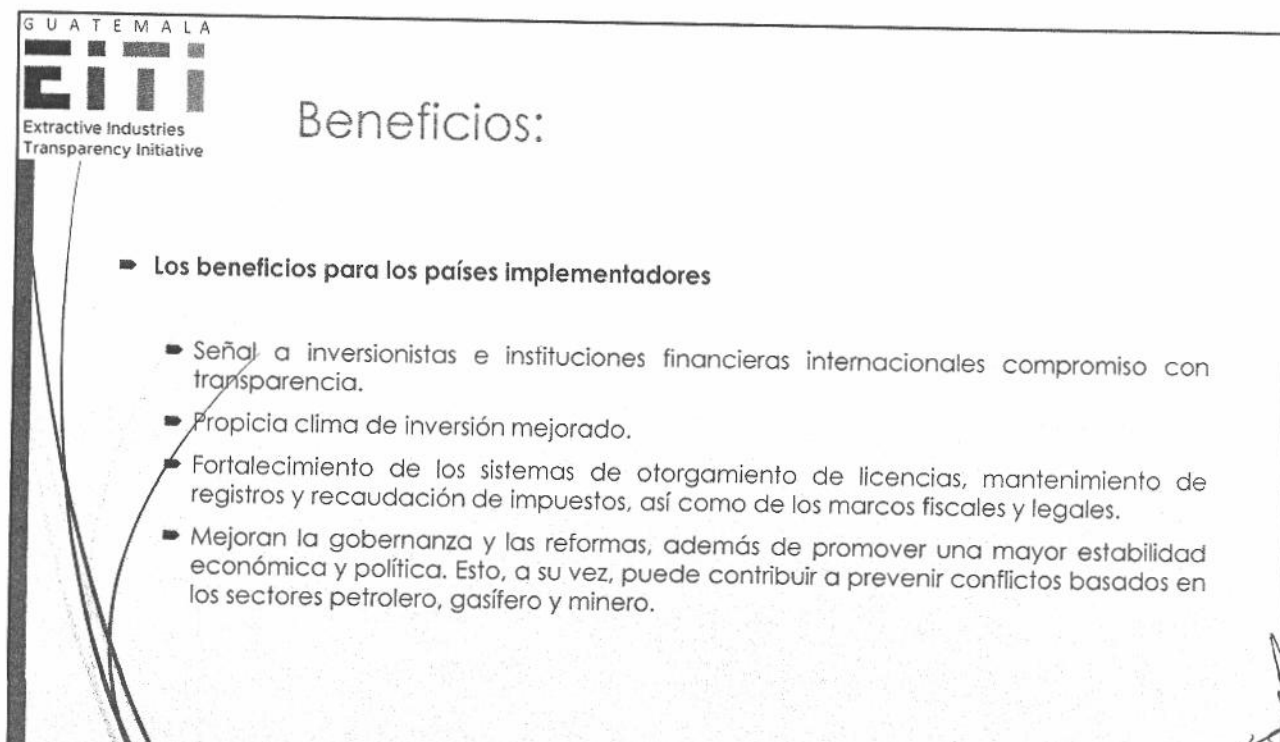 GUATEMALA
EITI
Extractive Industries
Transparency Initiative
Beneficios:
Los beneficios para los países implementadores
Señal a inversionistas e instituciones financieras internacionales compromiso con
transparencia.
Propicia clima de inversión mejorado.
Fortalecimiento de los sistemas de otorgamiento de licencias, mantenimiento de
registros y recaudación de impuestos, así como de los marcos fiscales y legales.
Mejoran la gobernanza y las reformas, además de promover una mayor estabilidad
económica y política. Esto, a su vez, puede contribuir a prevenir conflictos basados en
los sectores petrolero, gasífero y minero.